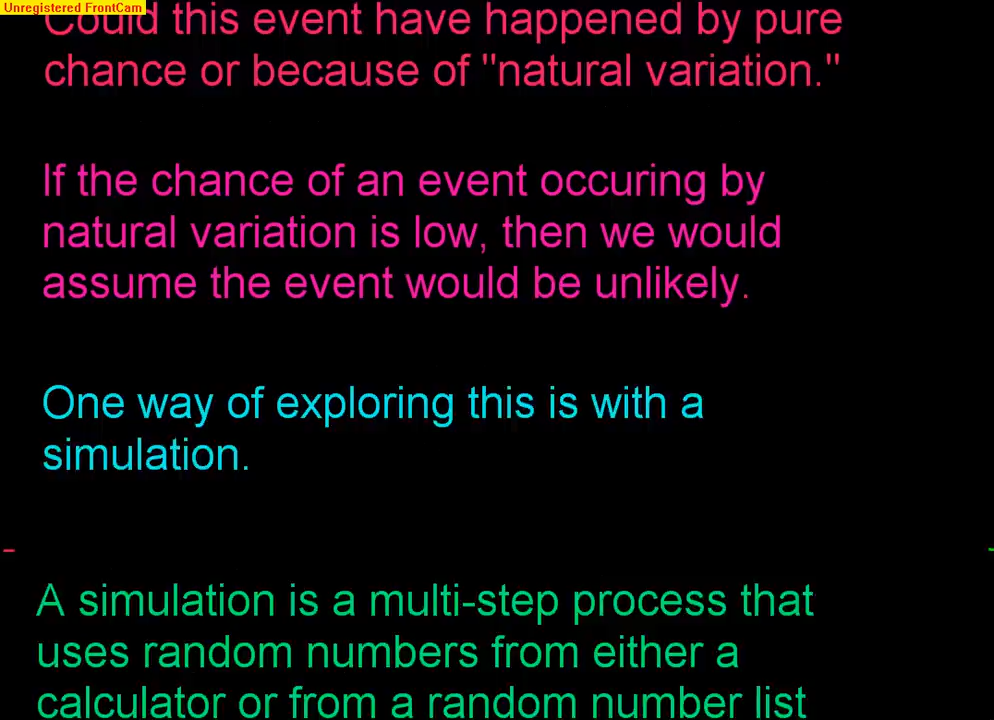 Unregistered FrontCam
Could this event have happened by pure
chance or because of "natural variation."
If the chance of an event occuring by
natural variation is low, then we would
assume the event would be unlikely.
One way of exploring this is with a
simulation.
A simulation is a multi-step process that
uses random numbers from either a
calculator or from a random number list